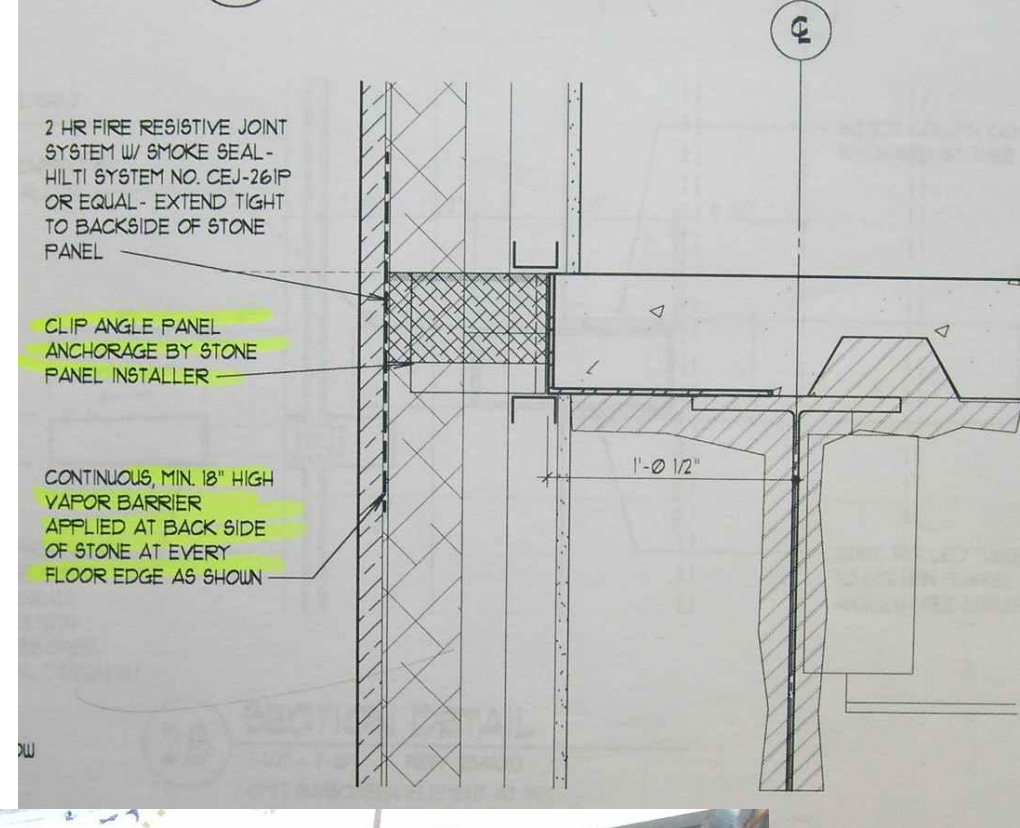 ℄
2 HR FIRE RESISTIVE JOINT
SYSTEM W/ SMOKE SEAL-
HILTI SYSTEM NO. CEJ-261P
OR EQUAL- EXTEND TIGHT
TO BACKSIDE OF STONE
PANEL
CLIP ANGLE PANEL
ANCHORAGE BY STONE
PANEL INSTALLER
CONTINUOUS, MIN. 18" HIGH
VAPOR BARRIER
APPLIED AT BACK SIDE
OF STONE AT EVERY
FLOOR EDGE AS SHOWN
1'-0 1/2"